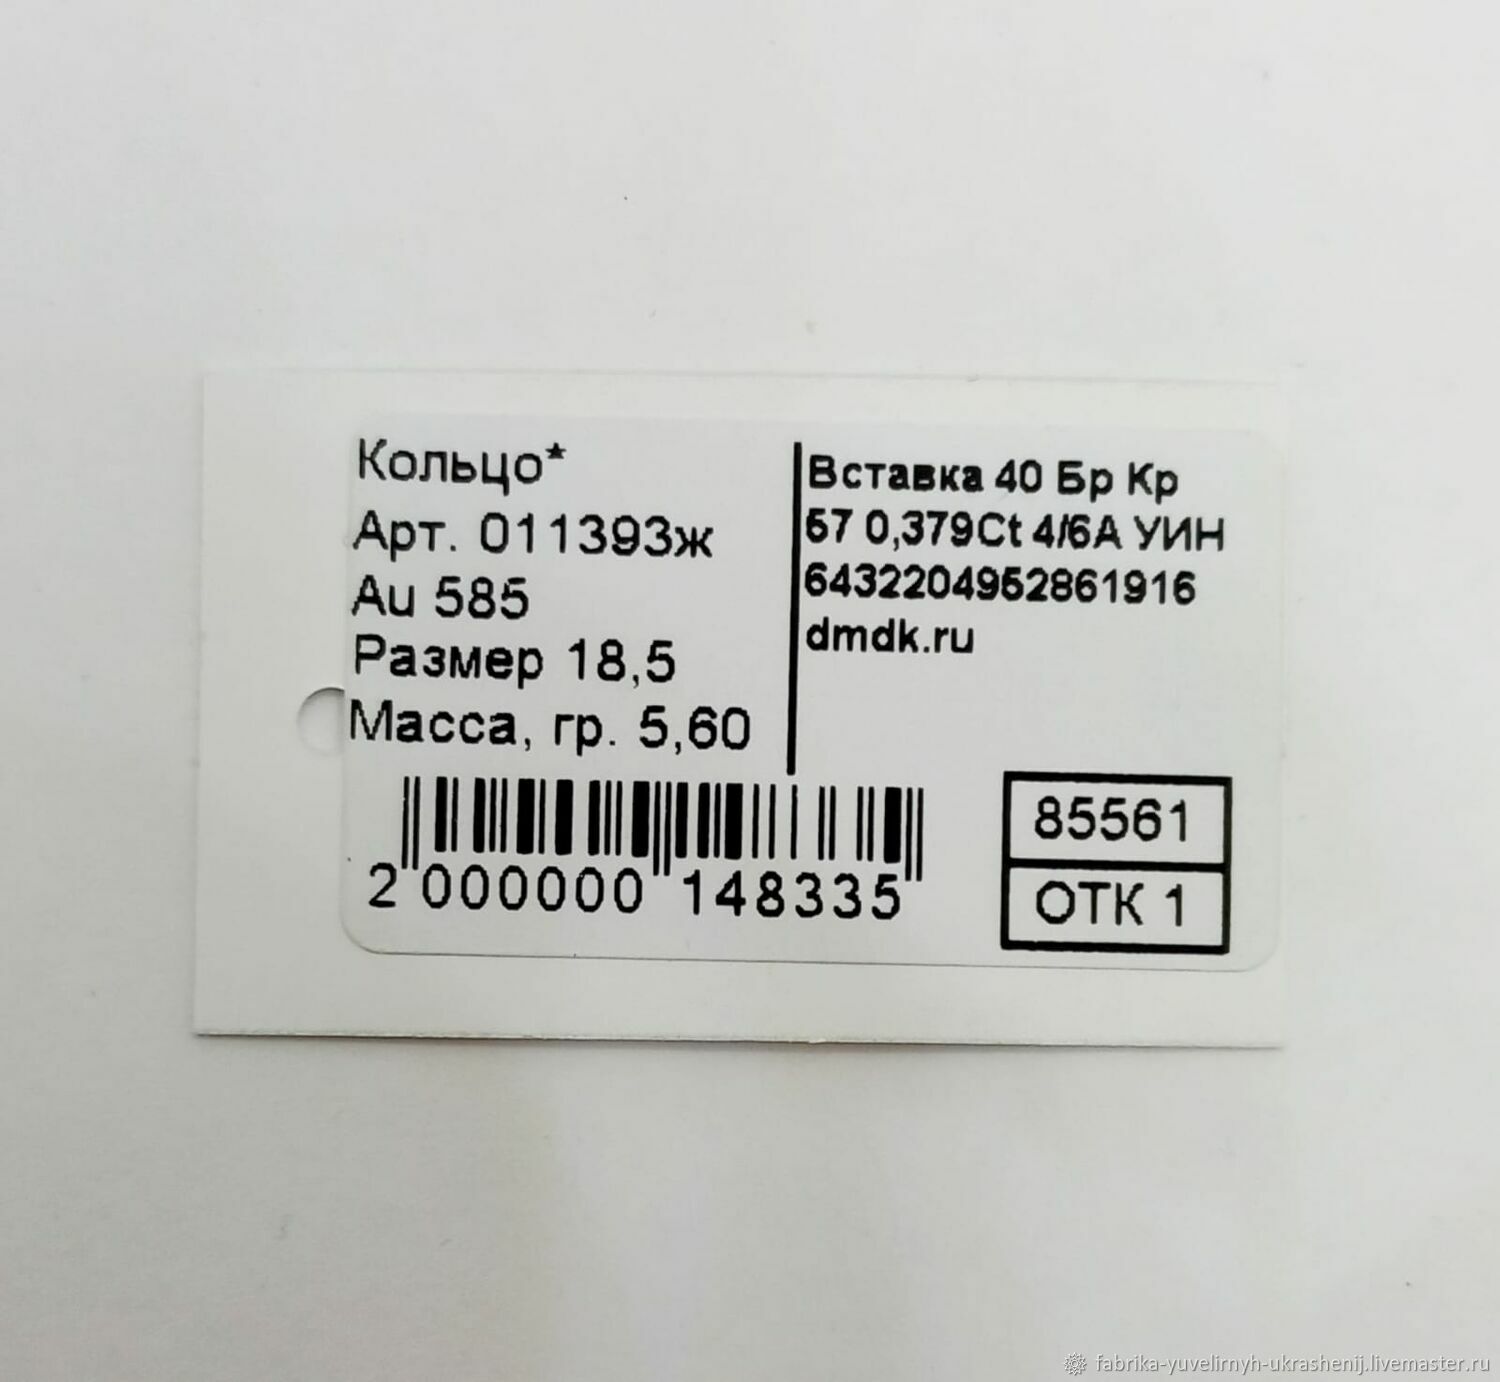 Кольцо*
Арт. 011393ж
Au 585
Размер 18,5
Масса, гр. 5,60
Вставка 40 Бр Кр
57 0,379Ct 4/6А УИН
6432204952861916
dmdk.ru
2 000000 148335
85561
ОТК 1
fabrika-yuvelirnyh-ukrashenij.livemaster.ru